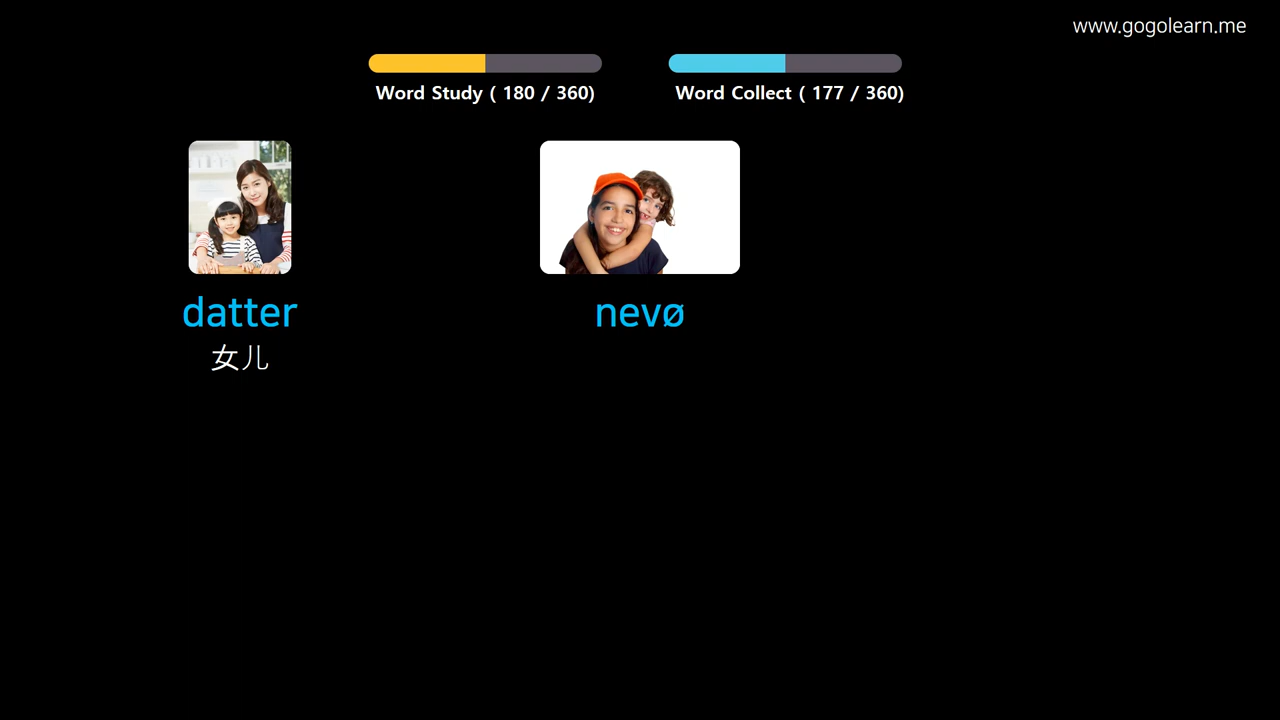 www.gogolearn.me
Word Study ( 180 / 360)
Word Collect ( 177 / 360)
datter
女儿
nevø